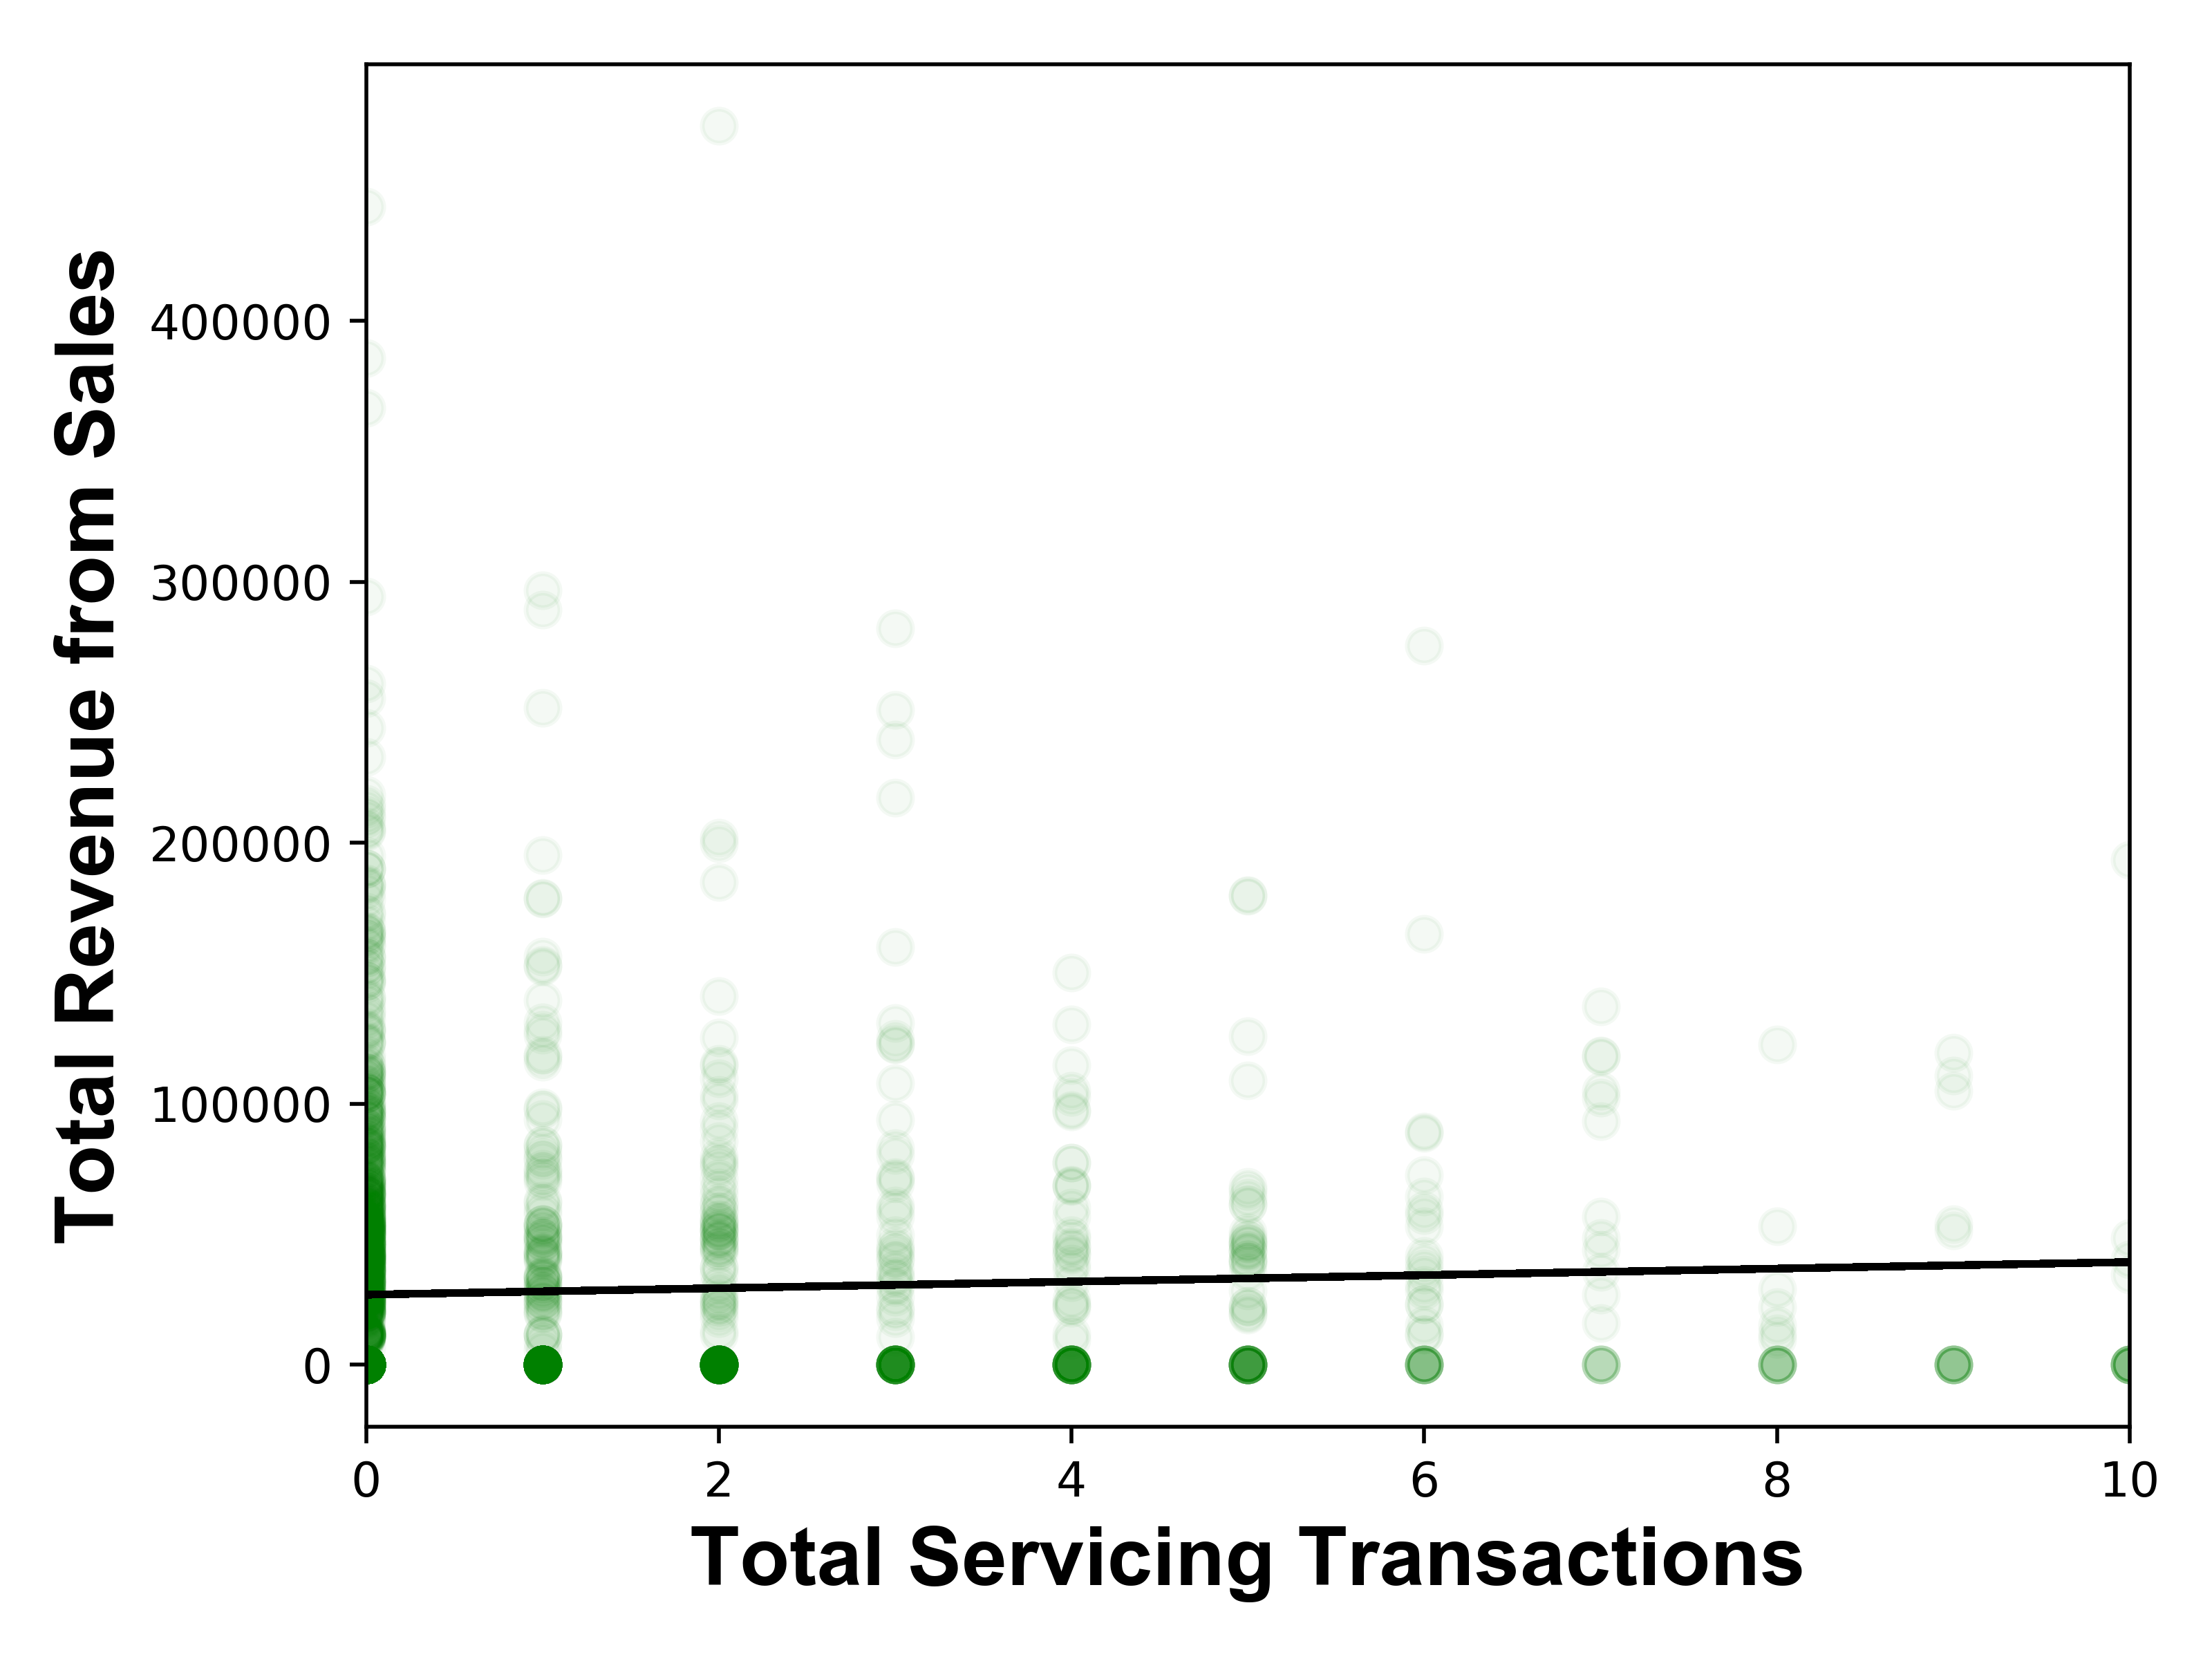 Total Revenue from Sales
400000
300000
200000
100000
0
0 2 4 6 8 10
Total Servicing Transactions